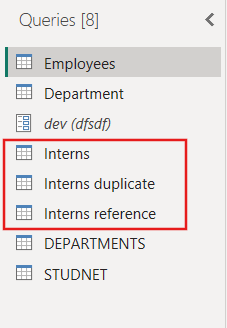 Queries [8]
Employees
Department
dev (dfsdf)
Interns
Interns duplicate
Interns reference
DEPARTMENTS
STUDNET